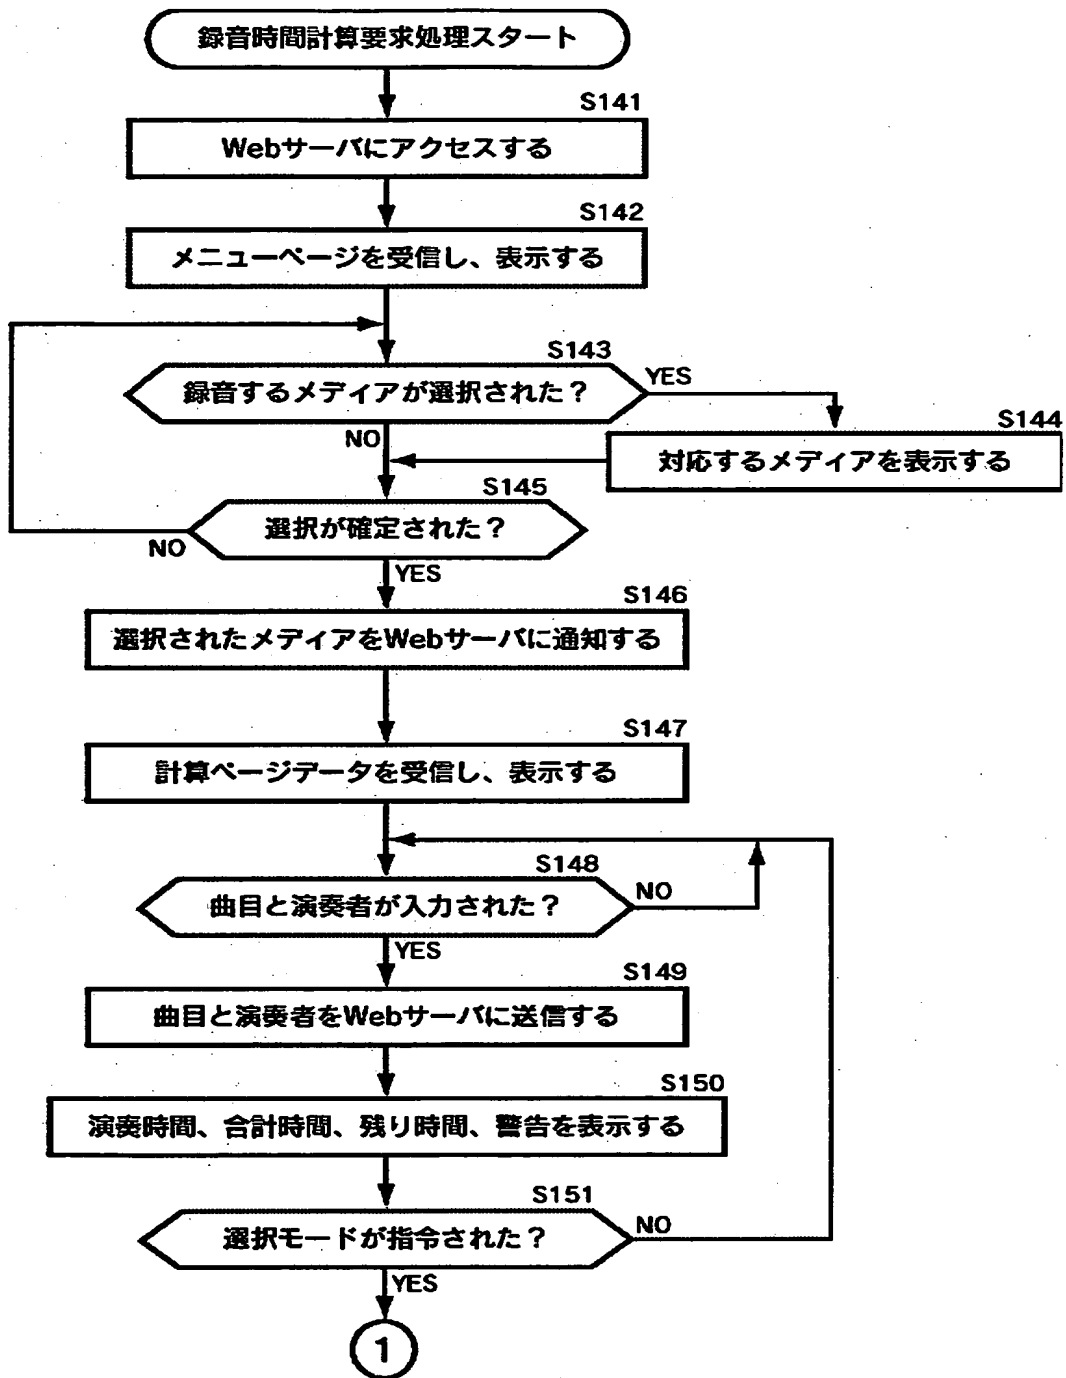 録音時間計算要求処理スタート
S141
Webサーバにアクセスする
S142
メニューページを受信し、表示する
S143
録音するメディアが選択された？
YES
NO
S144
対応するメディアを表示する
S145
選択が確定された？
NO
YES
S146
選択されたメディアをWebサーバに通知する
S147
計算ページデータを受信し、表示する
S148
曲目と演奏者が入力された？
NO
YES
S149
曲目と演奏者をWebサーバに送信する
S150
演奏時間、合計時間、残り時間、警告を表示する
S151
選択モードが指令された？
NO
YES
1